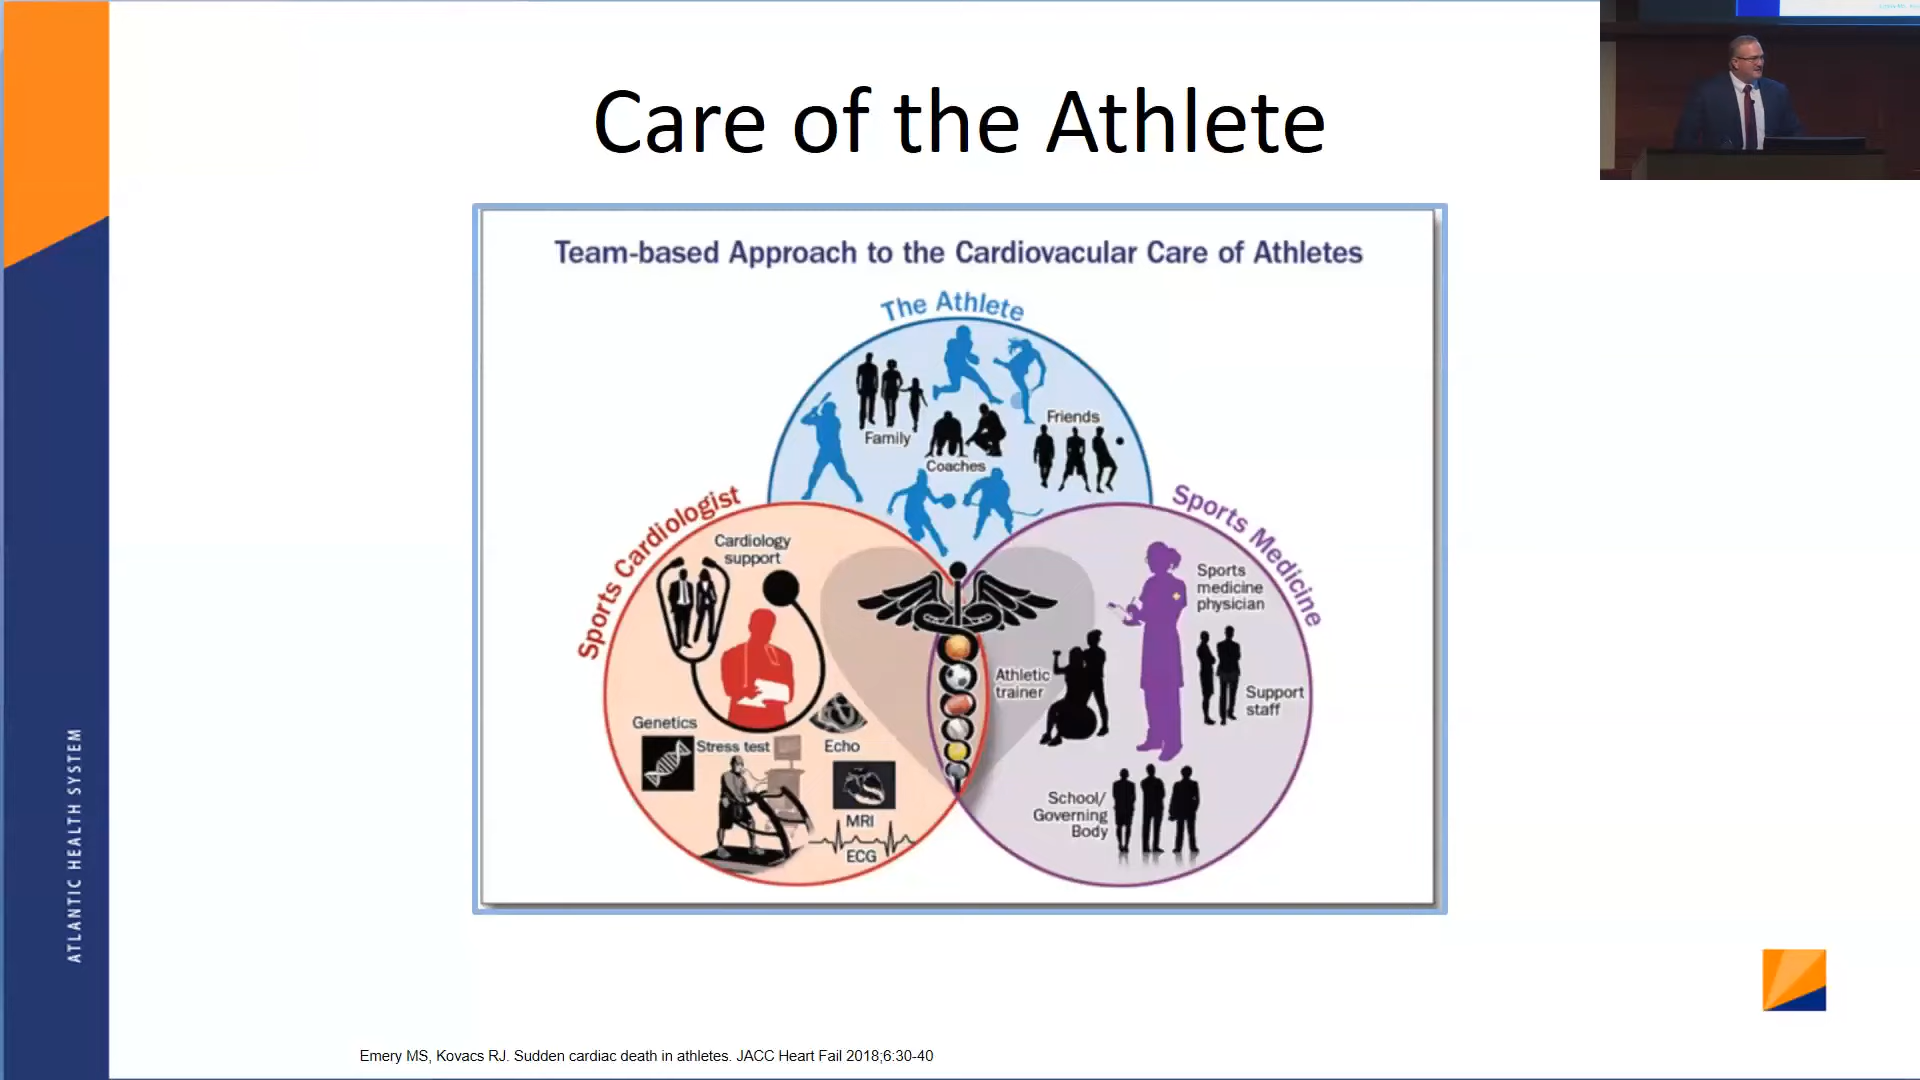 Care of the Athlete
Team-based Approach to the Cardiovacular Care of Athletes
The Athlete
Family
Friends
Coaches
Sports Cardiologist
Cardiology
support
Genetics
Stress test
Echo
MRI
ECG
Sports Medicine
Sports
medicine
physician
Athletic
trainer
Support
staff
School/
Governing
Body
ATLANTIC HEALTH SYSTEM
Emery MS, Kovacs RJ. Sudden cardiac death in athletes. JACC Heart Fail 2018;6:30-40